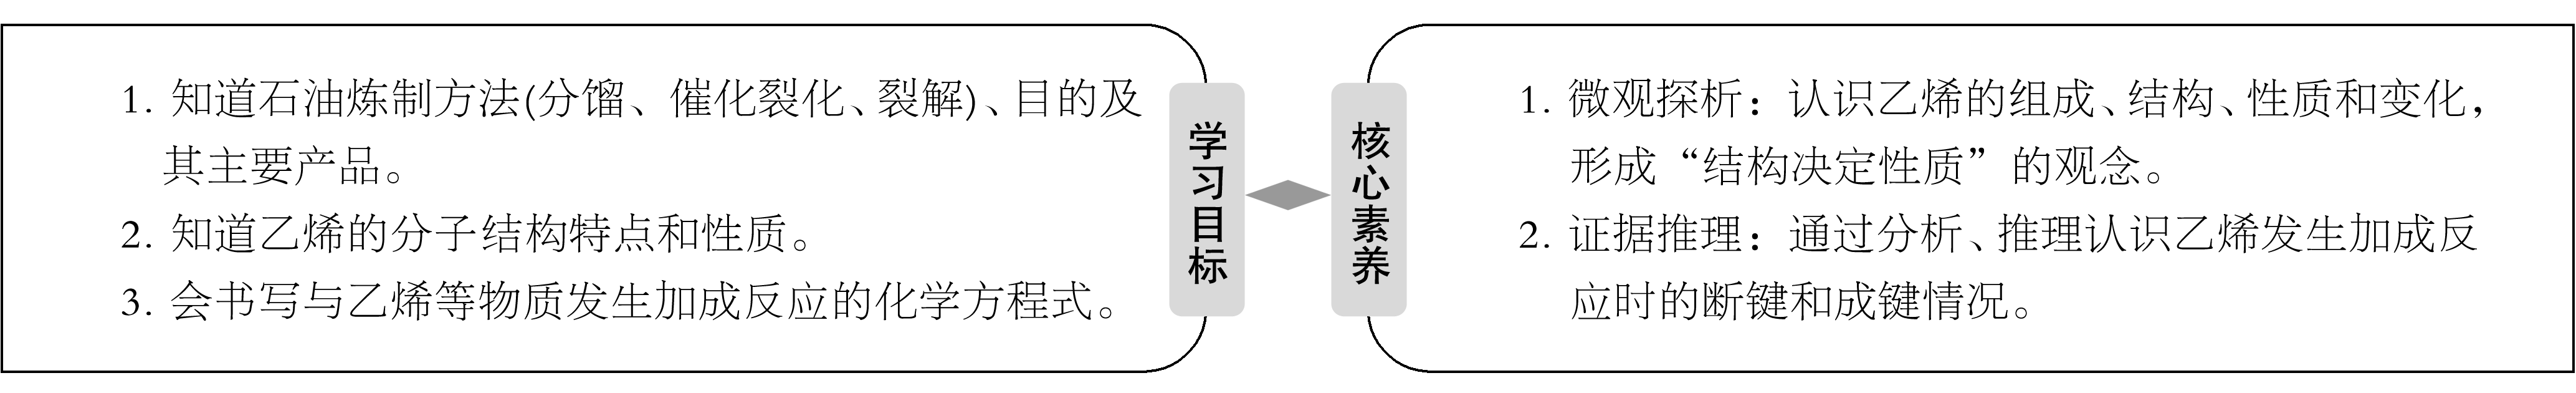 1. 知道石油炼制方法(分馏、催化裂化、裂解)、目的及
其主要产品。
2. 知道乙烯的分子结构特点和性质。
3. 会书写与乙烯等物质发生加成反应的化学方程式。
学习目标
核心素养
1. 微观探析：认识乙烯的组成、结构、性质和变化，
形成“结构决定性质”的观念。
2. 证据推理：通过分析、推理认识乙烯发生加成反
应时的断键和成键情况。